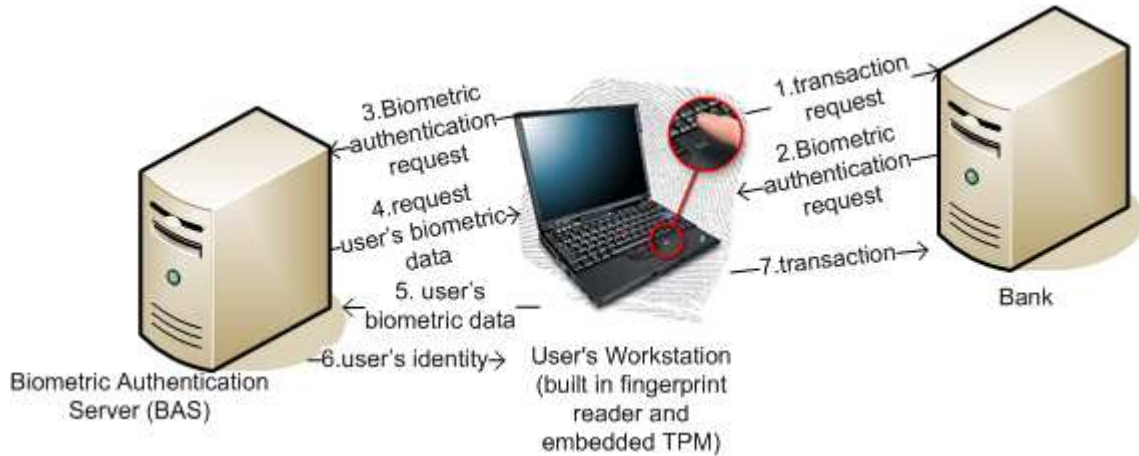 1.transaction
request
2.Biometric
authentication
request
3.Biometric
authentication
request
4.request
user's biometric
data
5. user's
biometric data
6.user's identity
7.transaction
Bank
User's Workstation
(built in fingerprint
reader and
embedded TPM)
Biometric Authentication
Server (BAS)